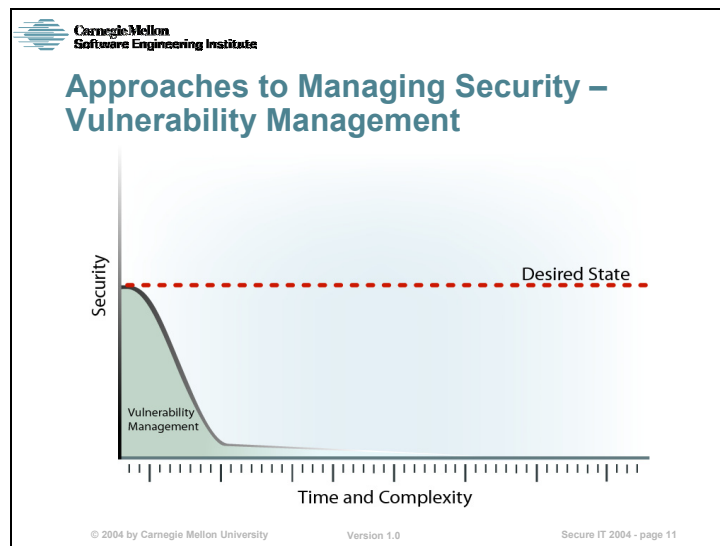 Carnegie Mellon
Software Engineering Institute
Approaches to Managing Security –
Vulnerability Management
Security
Desired State
Vulnerability
Management
Time and Complexity
© 2004 by Carnegie Mellon University
Version 1.0
Secure IT 2004 - page 11